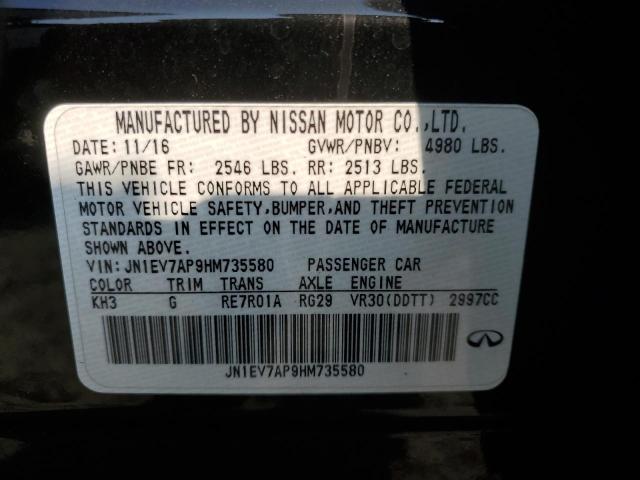 MANUFACTURED BY NISSAN MOTOR CO.,LTD.
DATE: 11/16 GVWR/PNBV: 4980 LBS.
GAWR/PNBE FR: 2546 LBS. RR: 2513 LBS.
THIS VEHICLE CONFORMS TO ALL APPLICABLE FEDERAL
MOTOR VEHICLE SAFETY,BUMPER,AND THEFT PREVENTION
STANDARDS IN EFFECT ON THE DATE OF MANUFACTURE
SHOWN ABOVE.
VIN: JN1EV7AP9HM735580 PASSENGER CAR
COLOR TRIM TRANS AXLE ENGINE
KH3 G RE7R01A RG29 VR30(DDTT) 2997CC
JN1EV7AP9HM735580